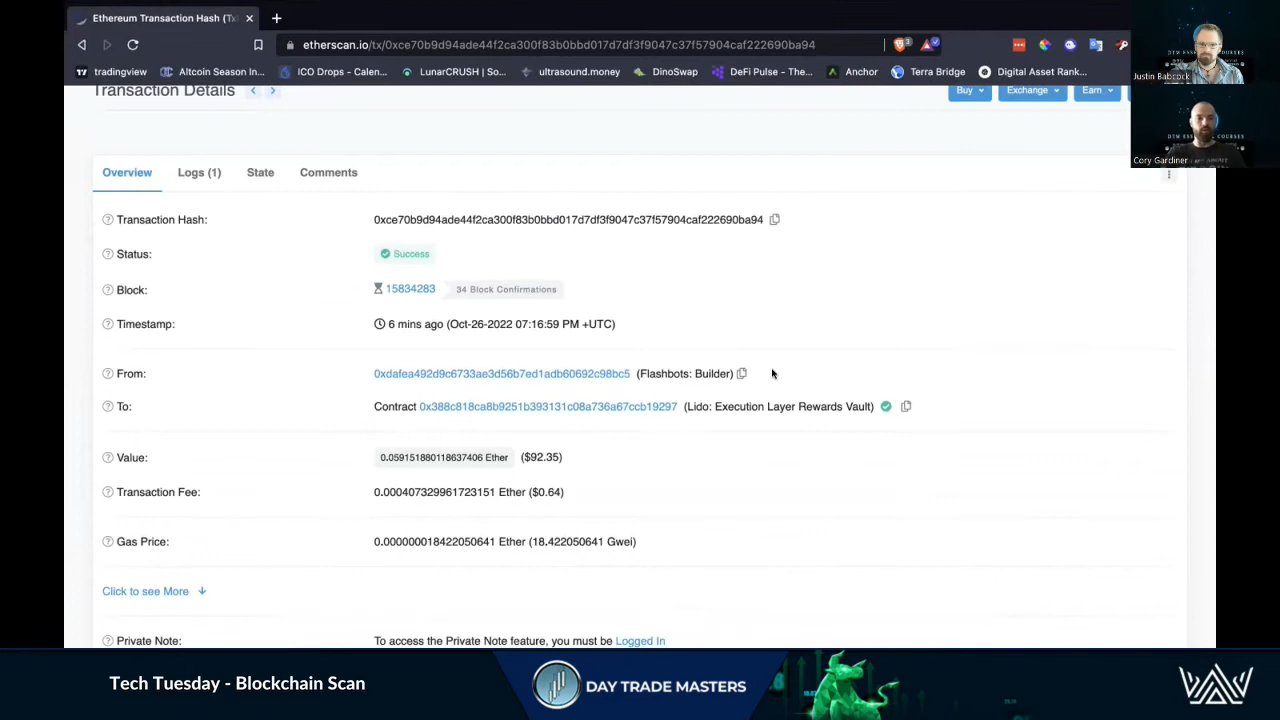 Ethereum Transaction Hash (Tx
etherscan.io/tx/0xce70b9d94ade44f2ca300f83b0bbd017d7df3f9047c37f57904caf222690ba94
3
tradingview
Altcoin Season In...
ICO Drops - Calen...
LunarCRUSH | So...
ultrasound.money
DinoSwap
DeFi Pulse - The...
Anchor
Terra Bridge
Digital Asset Rank...
Justin Babcock
Cory Gardiner
Transaction Details
Buy
Exchange
Earn
Overview
Logs (1)
State
Comments
Transaction Hash: 0xce70b9d94ade44f2ca300f83b0bbd017d7df3f9047c37f57904caf222690ba94
Status: Success
Block: 15834283 34 Block Confirmations
Timestamp: 6 mins ago (Oct-26-2022 07:16:59 PM +UTC)
From: 0xdafea492d9c6733ae3d56b7ed1adb60692c98bc5 (Flashbots: Builder)
To: Contract 0x388c818ca8b9251b393131c08a736a67ccb19297 (Lido: Execution Layer Rewards Vault)
Value: 0.059151880118637406 Ether ($92.35)
Transaction Fee: 0.000407329961723151 Ether ($0.64)
Gas Price: 0.000000018422050641 Ether (18.422050641 Gwei)
Click to see More
Private Note: To access the Private Note feature, you must be Logged In
Tech Tuesday - Blockchain Scan
DAY TRADE MASTERS